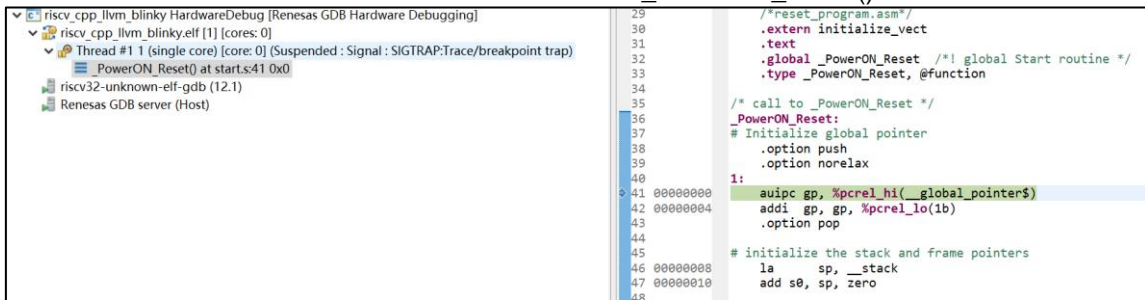 _ _ ()
riscv_cpp_llvm_blinky HardwareDebug [Renesas GDB Hardware Debugging]
riscv_cpp_llvm_blinky.elf [1] [cores: 0]
Thread #1 1 (single core) [core: 0] (Suspended : Signal : SIGTRAP:Trace/breakpoint trap)
_PowerON_Reset() at start.s:41 0x0
riscv32-unknown-elf-gdb (12.1)
Renesas GDB server (Host)
29 /*reset_program.asm*/
30 .extern initialize_vect
31 .text
32 .global _PowerON_Reset /*! global Start routine */
33 .type _PowerON_Reset, @function
34
35 /* call to _PowerON_Reset */
36 _PowerON_Reset:
37 # Initialize global pointer
38 .option push
39 .option norelax
40 1:
41 00000000 auipc gp, %pcrel_hi(__global_pointer$)
42 00000004 addi gp, gp, %pcrel_lo(1b)
43 .option pop
44
45 # initialize the stack and frame pointers
46 00000008 la sp, __stack
47 00000010 add s0, sp, zero
48